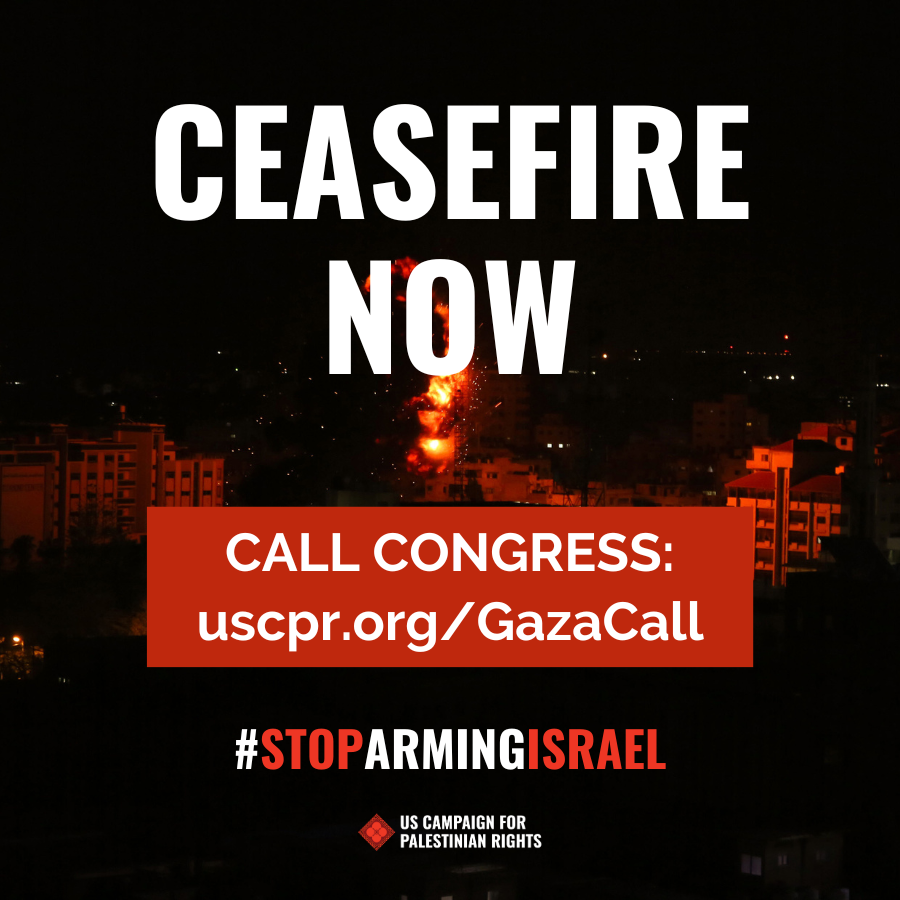 CEASEFIRE
NOW
CALL CONGRESS:
uscpr.org/GazaCall
#STOPARMINGISRAEL
US CAMPAIGN FOR
PALESTINIAN RIGHTS